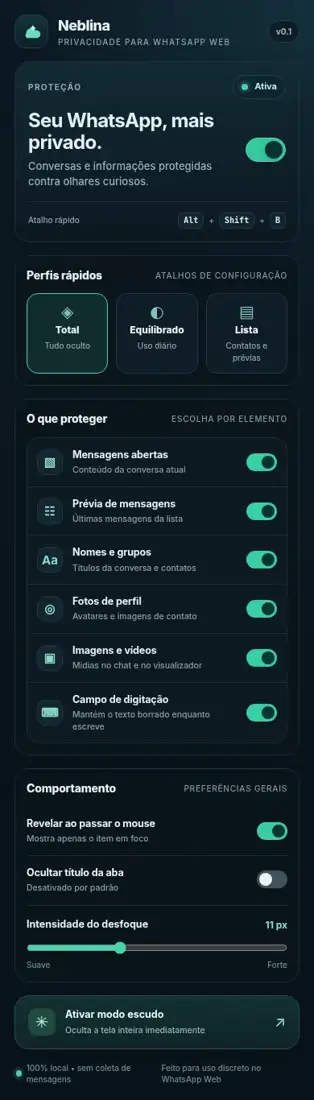 Neblina
PRIVACIDADE PARA WHATSAPP WEB
v0.1
PROTEÇÃO
Ativa
Seu WhatsApp, mais
privado.
Conversas e informações protegidas
contra olhares curiosos.
Atalho rápido
Alt + Shift + B
Perfis rápidos
ATALHOS DE CONFIGURAÇÃO
Total
Tudo oculto
Equilibrado
Uso diário
Lista
Contatos e
prévias
O que proteger
ESCOLHA POR ELEMENTO
Mensagens abertas
Conteúdo da conversa atual
Prévia de mensagens
Últimas mensagens da lista
Aa
Nomes e grupos
Títulos da conversa e contatos
Fotos de perfil
Avatares e imagens de contato
Imagens e vídeos
Mídias no chat e no visualizador
Campo de digitação
Mantém o texto borrado enquanto
escreve
Comportamento
PREFERÊNCIAS GERAIS
Revelar ao passar o mouse
Mostra apenas o item em foco
Ocultar título da aba
Desativado por padrão
Intensidade do desfoque
11 px
Suave
Forte
Ativar modo escudo
Oculta a tela inteira imediatamente
100% local • sem coleta de
mensagens
Feito para uso discreto no
WhatsApp Web